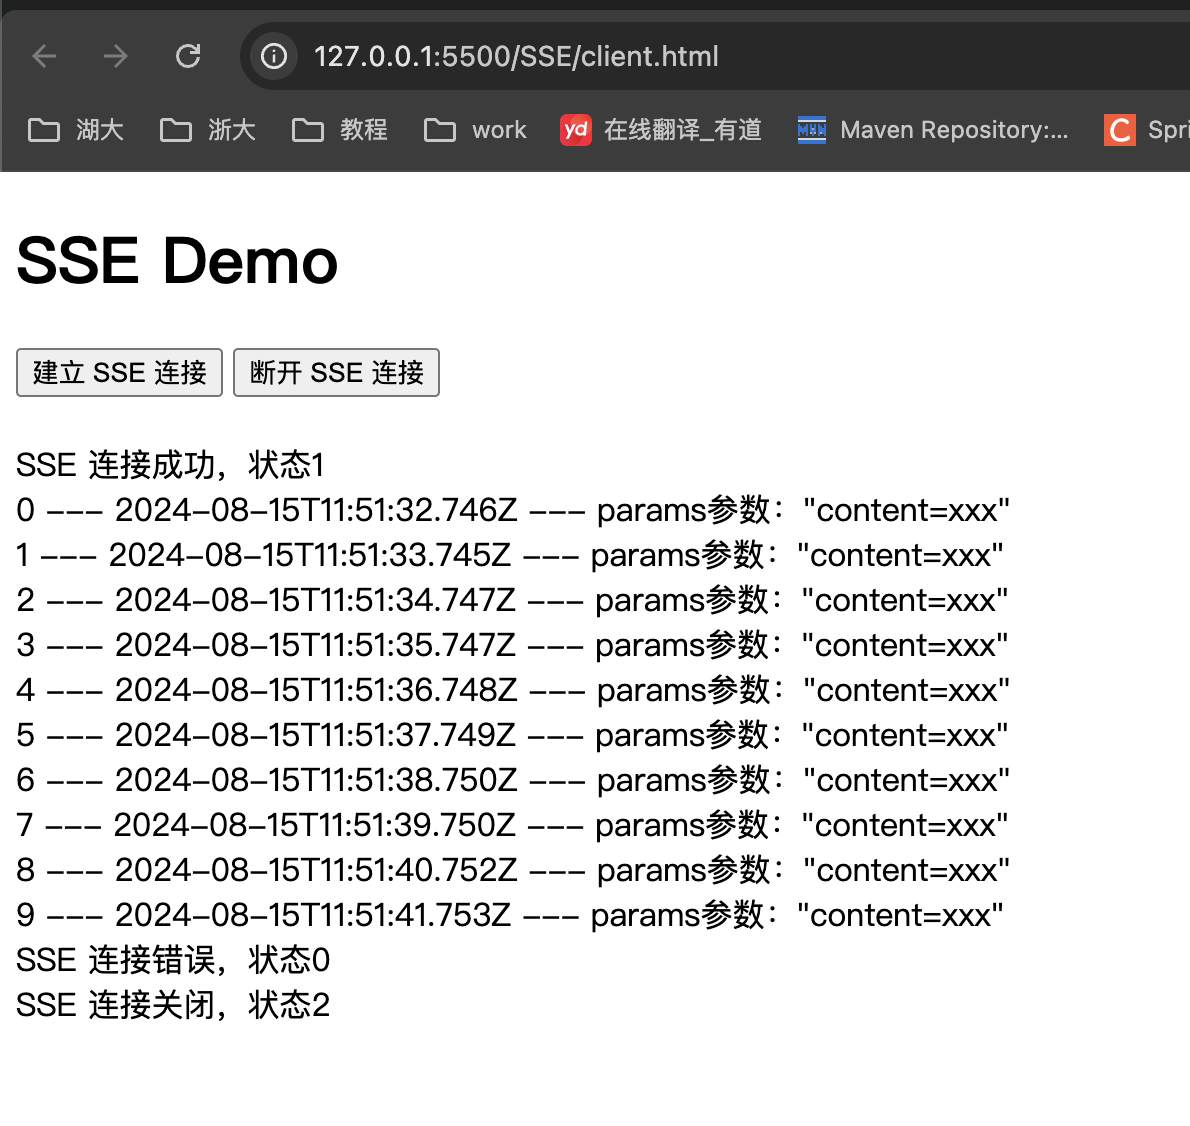 127.0.0.1:5500/SSE/client.html
湖大 浙大 教程 work yd 在线翻译_有道 MVN Maven Repository:... C Spri
SSE Demo
建立 SSE 连接 断开 SSE 连接
SSE 连接成功，状态1
0 --- 2024-08-15T11:51:32.746Z --- params参数："content=xxx"
1 --- 2024-08-15T11:51:33.745Z --- params参数："content=xxx"
2 --- 2024-08-15T11:51:34.747Z --- params参数："content=xxx"
3 --- 2024-08-15T11:51:35.747Z --- params参数："content=xxx"
4 --- 2024-08-15T11:51:36.748Z --- params参数："content=xxx"
5 --- 2024-08-15T11:51:37.749Z --- params参数："content=xxx"
6 --- 2024-08-15T11:51:38.750Z --- params参数："content=xxx"
7 --- 2024-08-15T11:51:39.750Z --- params参数："content=xxx"
8 --- 2024-08-15T11:51:40.752Z --- params参数："content=xxx"
9 --- 2024-08-15T11:51:41.753Z --- params参数："content=xxx"
SSE 连接错误，状态0
SSE 连接关闭，状态2